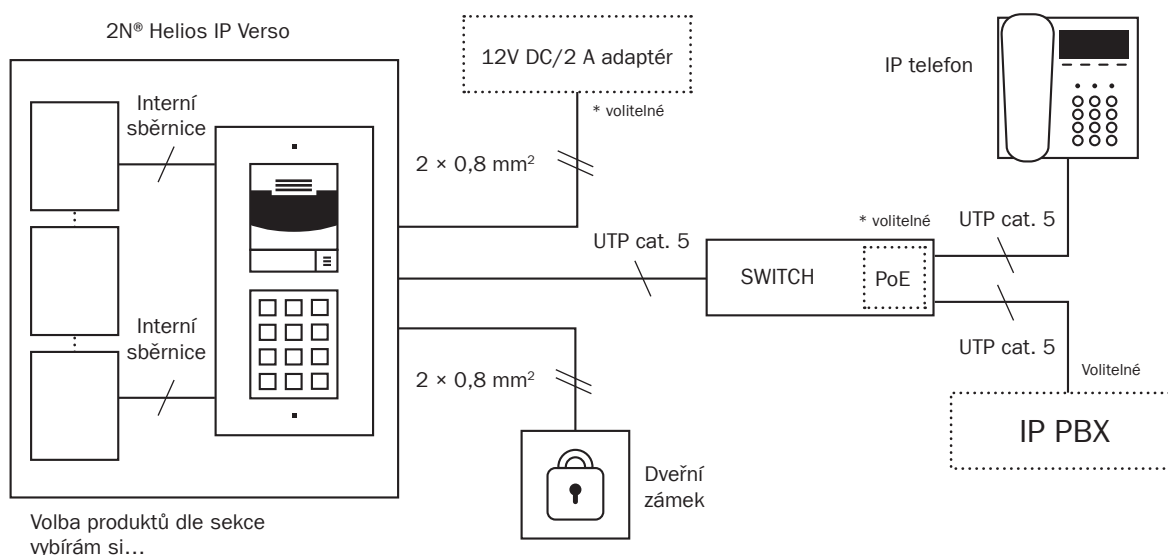 2N® Helios IP Verso
Interní
sběrnice
Interní
sběrnice
Volba produktů dle sekce
vybírám si...
12V DC/2 A adaptér
* volitelné
2 × 0,8 mm²
UTP cat. 5
2 × 0,8 mm²
Dveřní
zámek
* volitelné
SWITCH
PoE
IP telefon
UTP cat. 5
UTP cat. 5
Volitelné
IP PBX